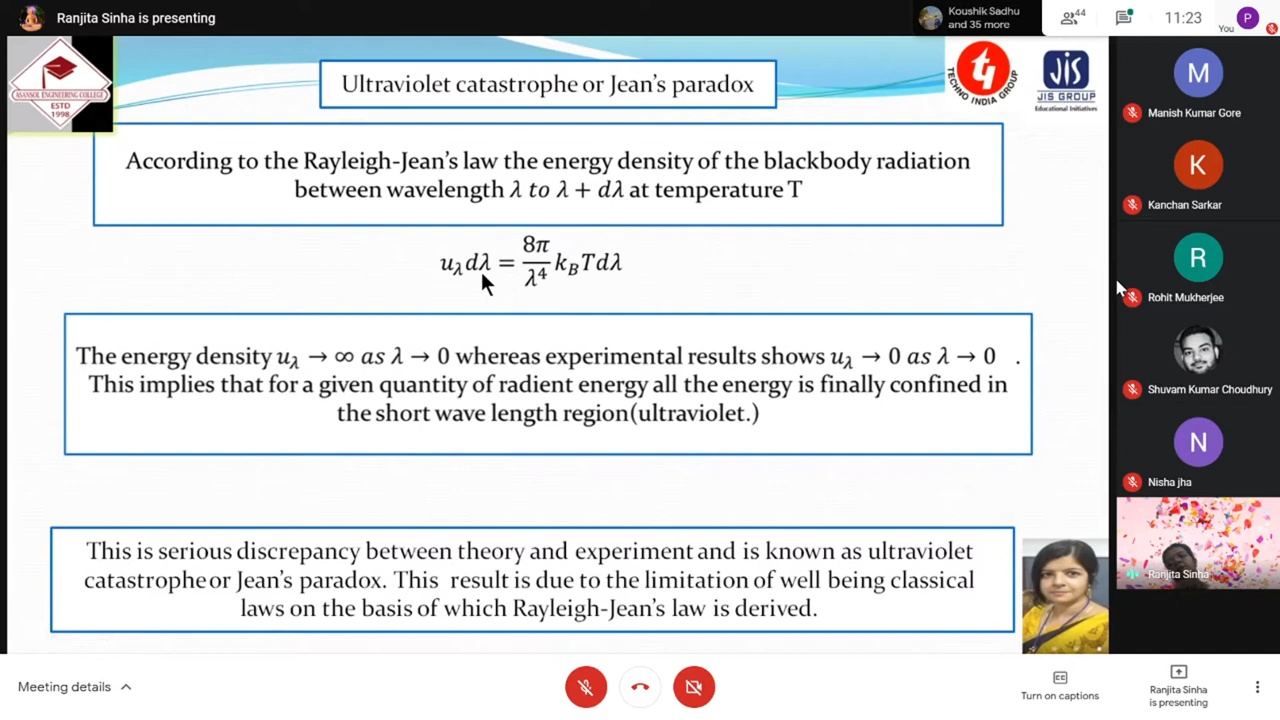 Ranjita Sinha is presenting
Koushik Sadhu
and 35 more
44
11:23
You
P
ASANSOL ENGINEERING COLLEGE
ESTD
1998
Ultraviolet catastrophe or Jean's paradox
TECHNO INDIA GROUP
JIS
JIS GROUP
Educational Initiatives
According to the Rayleigh-Jean's law the energy density of the blackbody radiation
between wavelength λ to λ + dλ at temperature T
u_λ dλ = 8π/λ⁴ k_B T dλ
The energy density u_λ → ∞ as λ → 0 whereas experimental results shows u_λ → 0 as λ → 0 .
This implies that for a given quantity of radient energy all the energy is finally confined in
the short wave length region(ultraviolet.)
This is serious discrepancy between theory and experiment and is known as ultraviolet
catastrophe or Jean's paradox. This result is due to the limitation of well being classical
laws on the basis of which Rayleigh-Jean's law is derived.
M
Manish Kumar Gore
K
Kanchan Sarkar
R
Rohit Mukherjee
Shuvam Kumar Choudhury
N
Nisha jha
Ranjita Sinha
Meeting details
CC
Turn on captions
Ranjita Sinha
is presenting